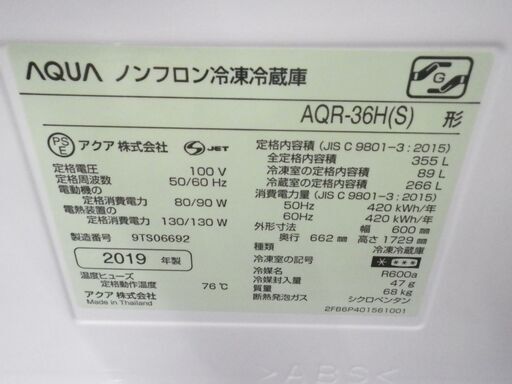 AQUA ノンフロン冷凍冷蔵庫
G
AQR-36H(S) 形
PS E アクア株式会社 S JET
定格電圧 100 V
定格周波数 50/60 Hz
電動機の
定格消費電力 80/90 W
電熱装置の
定格消費電力 130/130 W
製造番号 9TS06692
2019 年製
温度ヒューズ
定格動作温度 76℃
アクア 株式会社
Made in Thailand
定格内容積 (JIS C 9801-3 : 2015)
全定格内容積 355 L
冷凍室の定格内容積 89 L
冷蔵室の定格内容積 266 L
消費電力量 (JIS C 9801-3 : 2015)
50Hz 420 kWh/年
60Hz 420 kWh/年
外形寸法 幅 600 mm
奥行 662 mm 高さ 1729 mm
種類 冷凍冷蔵庫
冷凍室の記号 * ***
冷媒名 R600a
冷媒封入量 47 g
質量 68 kg
断熱発泡ガス シクロペンタン
2FB6P401561001
>ABS<